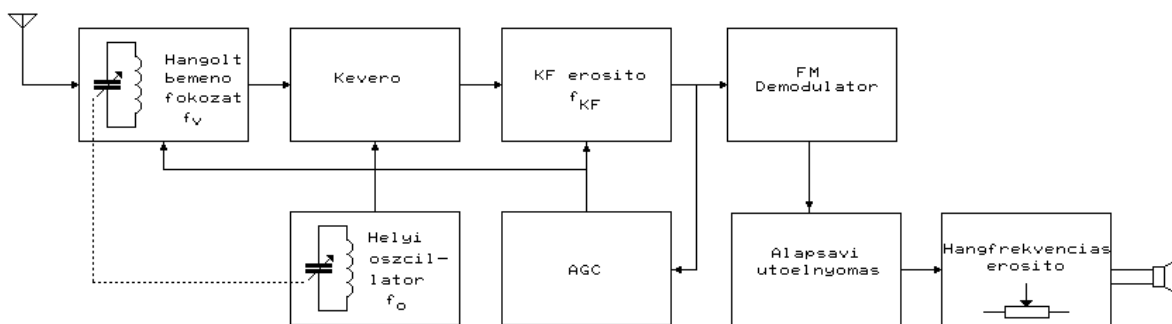 Hangolt
bemeno
fokozat
fv
Kevero
KF erosito
fKF
FM
Demodulator
Helyi
oszcil-
lator
fo
AGC
Alapsavi
utoelnyomas
Hangfrekvencias
erosito